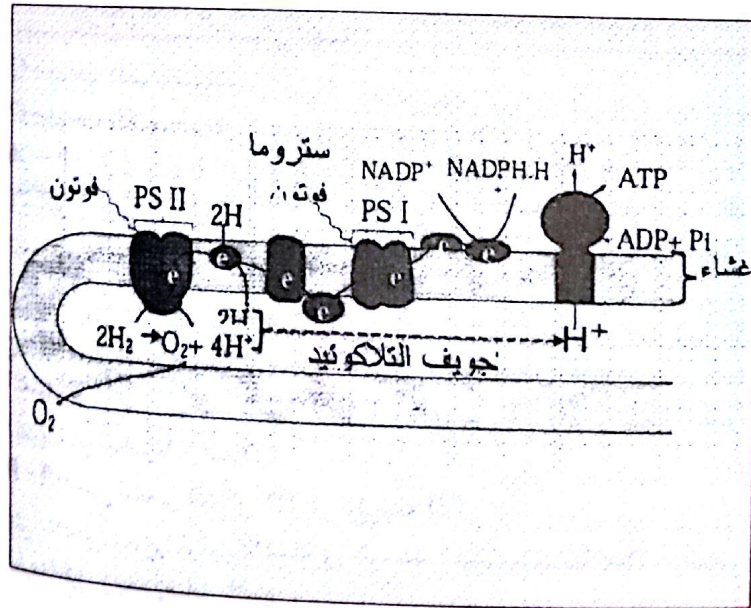 ستروما
NADP⁺ NADPH.H
+
H⁺
ATP
فوتون
PS II
2H
PS I
ADP + Pi
غشاء
e e e e e e e
2H₂ → O₂ + 4H⁺
H⁺
جويف التلاكوئيد
O₂